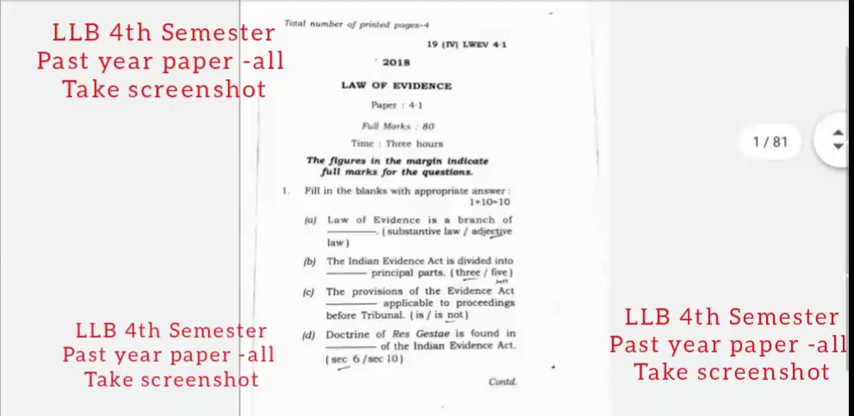 LLB 4th Semester
Past year paper -all
Take screenshot
Total number of printed pages-4
19 (IV) LWEV 4·1
2018
LAW OF EVIDENCE
Paper : 4·1
Full Marks : 80
Time : Three hours
The figures in the margin indicate
full marks for the questions.
1. Fill in the blanks with appropriate answer :
1×10=10
(a) Law of Evidence is a branch of
________. (substantive law / adjective
law)
(b) The Indian Evidence Act is divided into
________ principal parts. (three / five)
(c) The provisions of the Evidence Act
________ applicable to proceedings
before Tribunal. (is / is not)
(d) Doctrine of Res Gestae is found in
________ of the Indian Evidence Act.
(sec 6 /sec 10)
Contd.
1 / 81
LLB 4th Semester
Past year paper -all
Take screenshot
LLB 4th Semester
Past year paper -all
Take screenshot